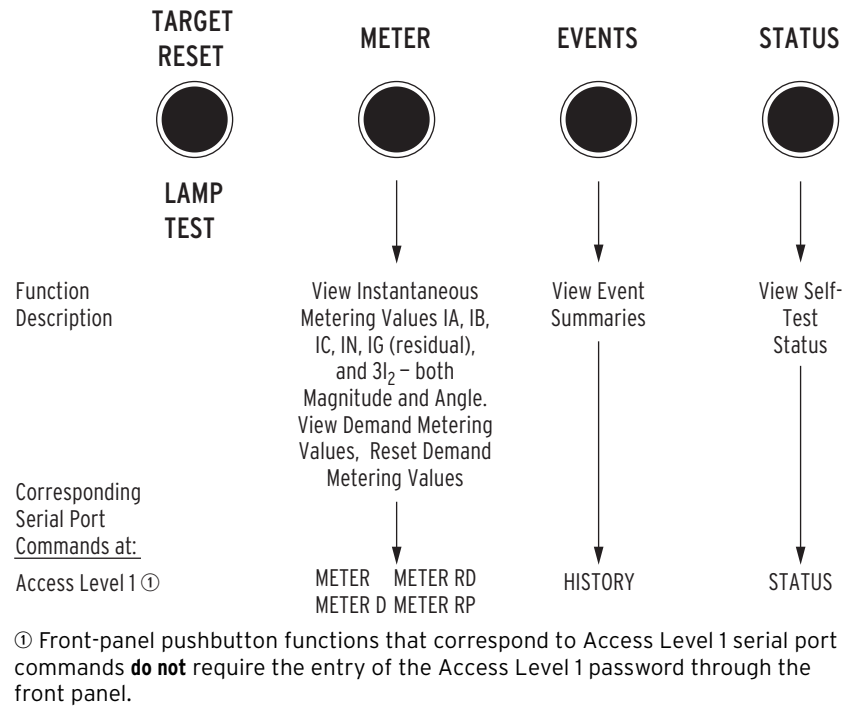 TARGET
RESET
METER
EVENTS
STATUS
LAMP
TEST
Function
Description
View Instantaneous
Metering Values IA, IB,
IC, IN, IG (residual),
and 3I₂ – both
Magnitude and Angle.
View Demand Metering
Values, Reset Demand
Metering Values
View Event
Summaries
View Self-
Test
Status
Corresponding
Serial Port
Commands at:
Access Level 1 ①
METER METER RD
METER D METER RP
HISTORY
STATUS
① Front-panel pushbutton functions that correspond to Access Level 1 serial port
commands do not require the entry of the Access Level 1 password through the
front panel.